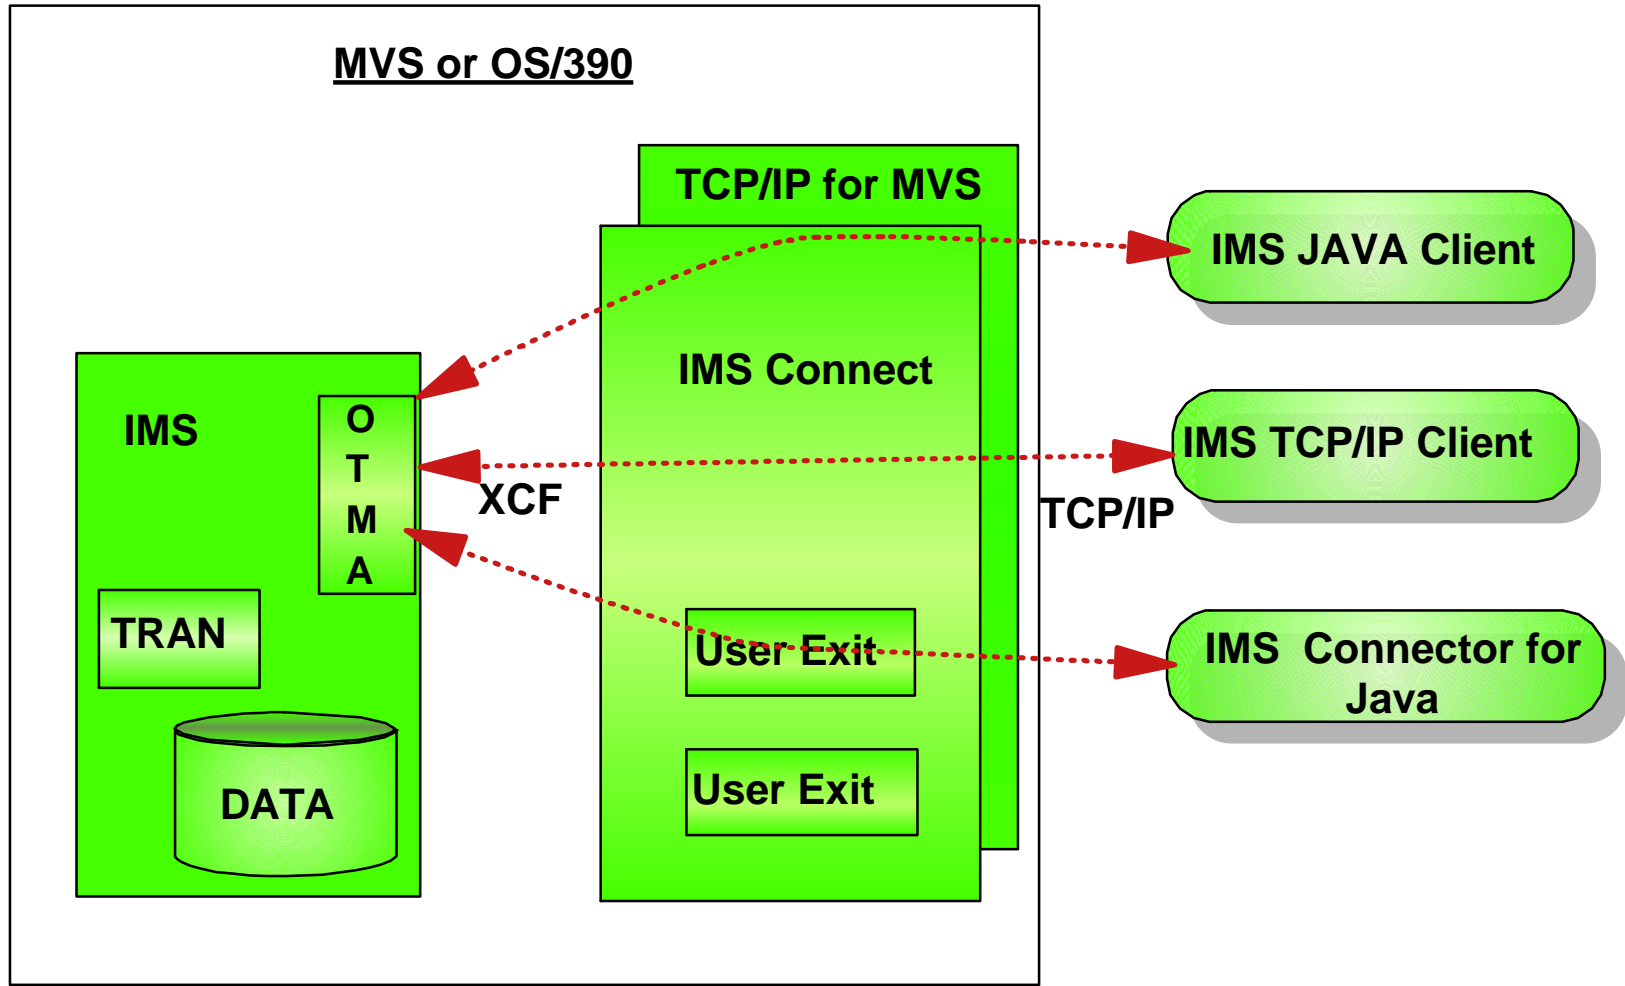 MVS or OS/390
TCP/IP for MVS
IMS JAVA Client
IMS Connect
IMS
O
T
M
A
IMS TCP/IP Client
XCF
TCP/IP
TRAN
User Exit
IMS  Connector for
Java
DATA
User Exit